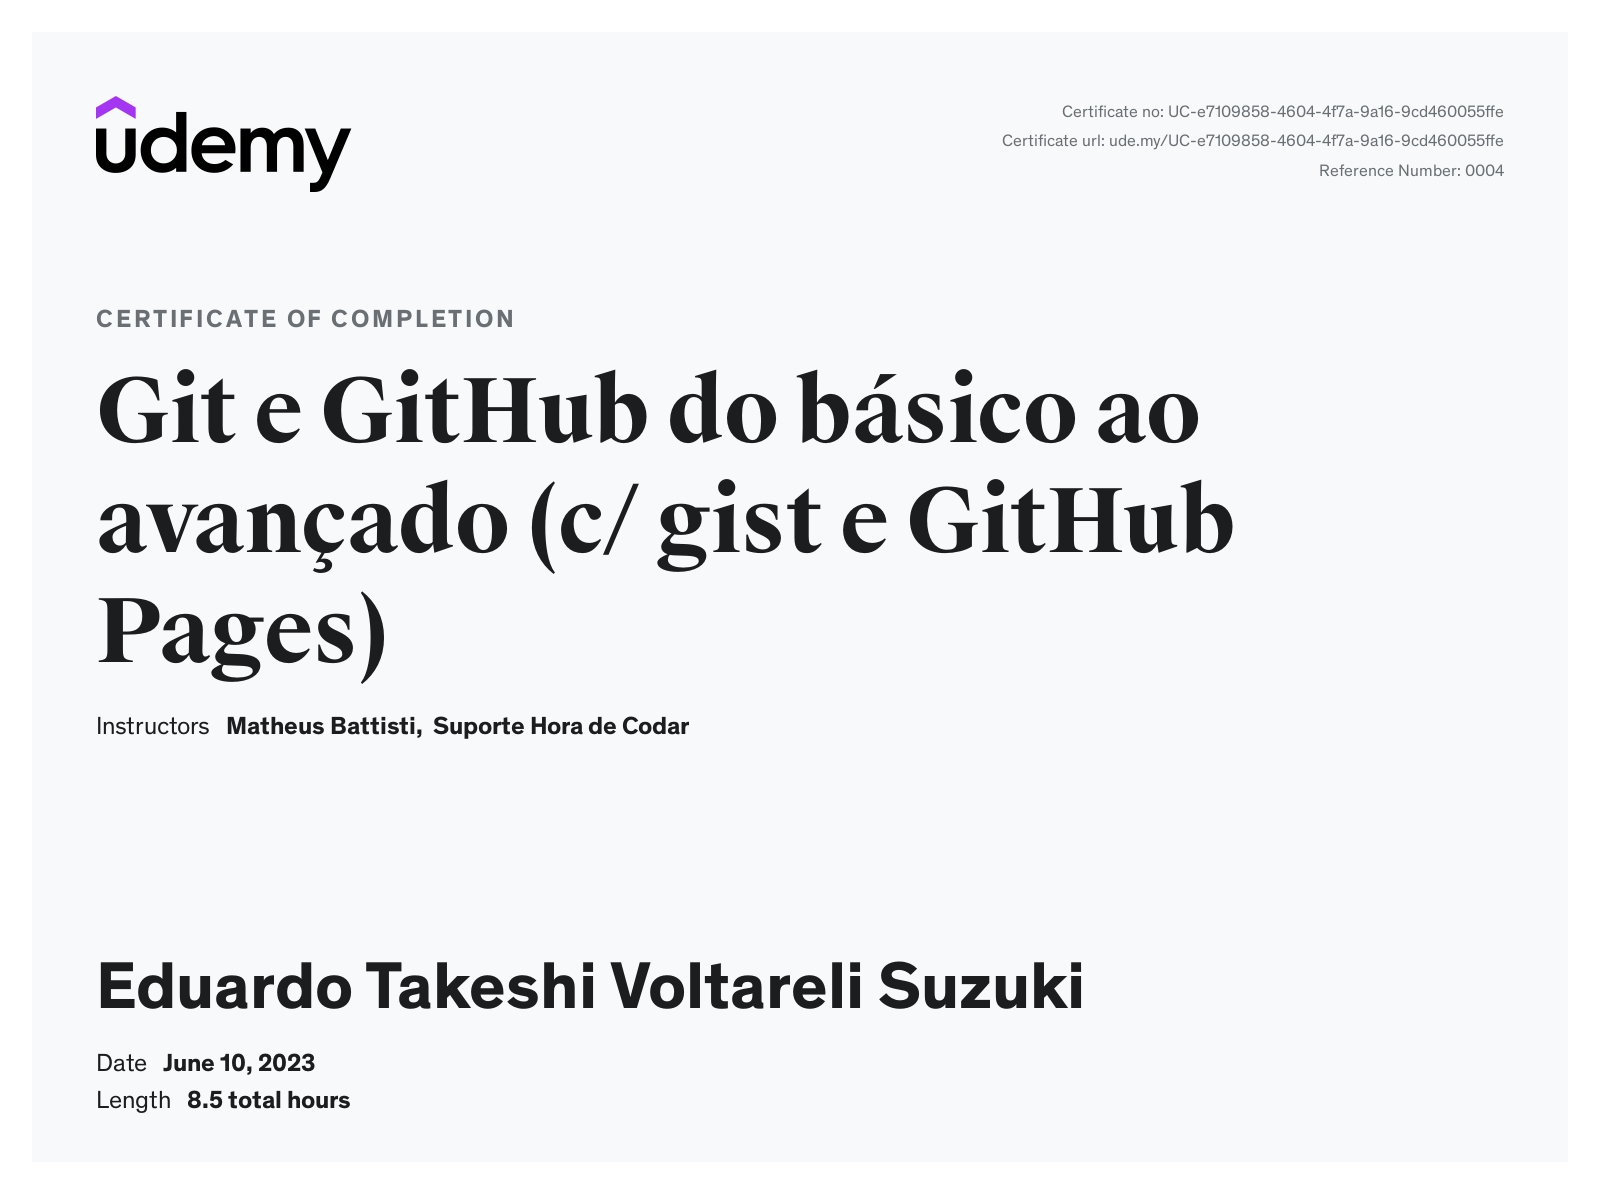 udemy
Certificate no: UC-e7109858-4604-4f7a-9a16-9cd460055ffe
Certificate url: ude.my/UC-e7109858-4604-4f7a-9a16-9cd460055ffe
Reference Number: 0004
CERTIFICATE OF COMPLETION
Git e GitHub do básico ao
avançado (c/ gist e GitHub
Pages)
Instructors Matheus Battisti, Suporte Hora de Codar
Eduardo Takeshi Voltareli Suzuki
Date June 10, 2023
Length 8.5 total hours